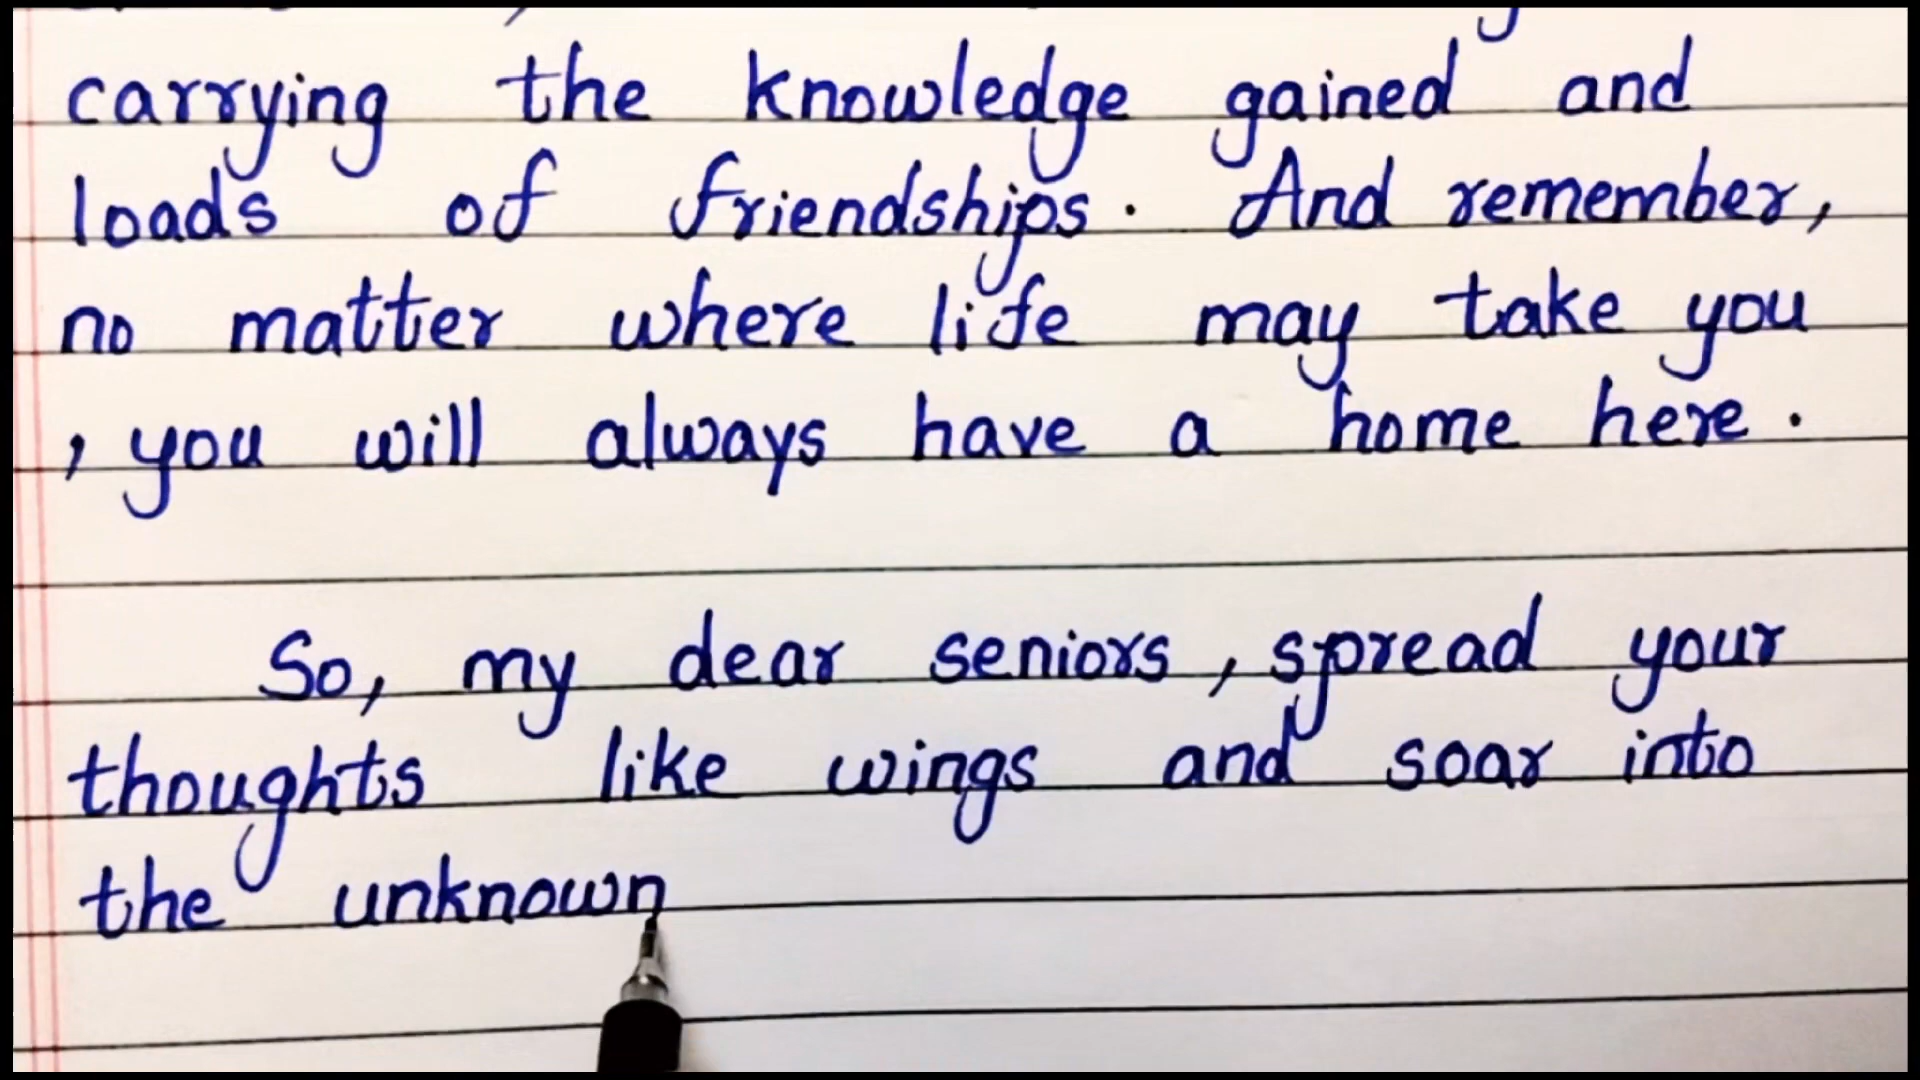 carrying the knowledge gained and
loads of friendships. And remember,
no matter where life may take you
, you will always have a home here.
So, my dear seniors, spread your
thoughts like wings and soar into
the unknown